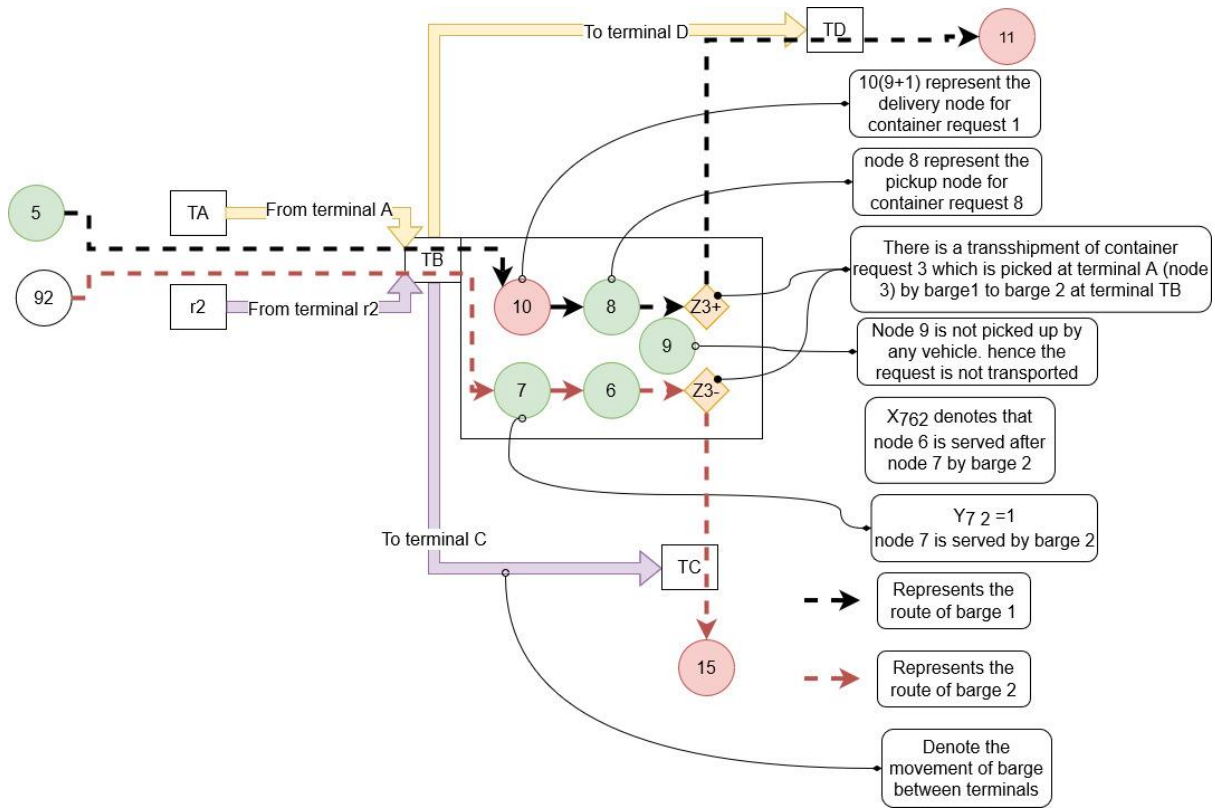 To terminal D
TD
11
10(9+1) represent the
delivery node for
container request 1
node 8 represent the
pickup node for
container request 8
5
TA
From terminal A
There is a transshipment of container
request 3 which is picked at terminal A (node
3) by barge1 to barge 2 at terminal TB
TB
92
r2
From terminal r2
10
8
Z3+
9
Node 9 is not picked up by
any vehicle. hence the
request is not transported
7
6
Z3-
X762 denotes that
node 6 is served after
node 7 by barge 2
Y7 2 =1
node 7 is served by barge 2
To terminal C
TC
Represents the
route of barge 1
15
Represents the
route of barge 2
Denote the
movement of barge
between terminals